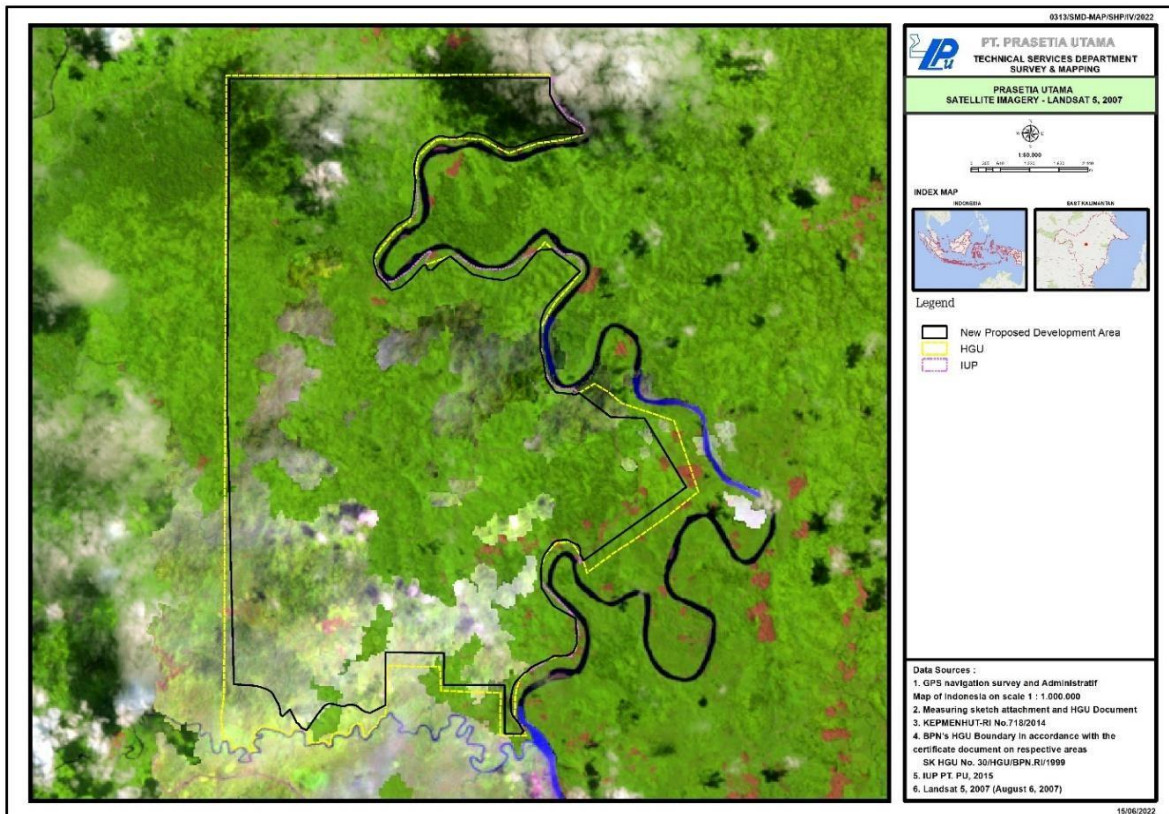 0313/SMD-MAP/SHP/IV/2022
PT. PRASETIA UTAMA
TECHNICAL SERVICES DEPARTMENT
SURVEY & MAPPING
PRASETIA UTAMA
SATELLITE IMAGERY - LANDSAT 5, 2007
1:50,000
INDEX MAP
INDONESIA
EAST KALIMANTAN
Legend
New Proposed Development Area
HGU
IUP
Data Sources :
1. GPS navigation survey and Administratif
Map of Indonesia on scale 1 : 1.000.000
2. Measuring sketch attachment and HGU Document
3. KEPMENHUT-RI No.718/2014
4. BPN's HGU Boundary in accordance with the
certificate document on respective areas
SK HGU No. 30/HGU/BPN.RI/1999
5. IUP PT. PU, 2015
6. Landsat 5, 2007 (August 6, 2007)
15/06/2022